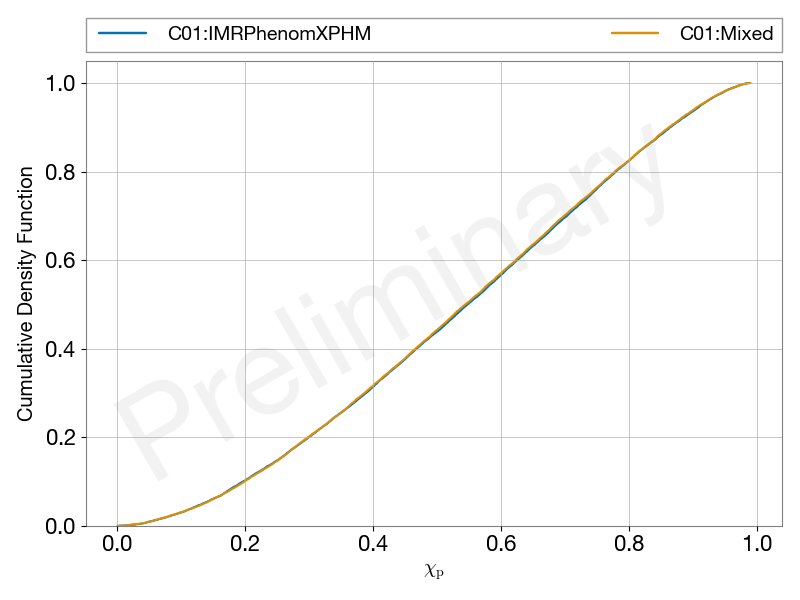 C01:IMRPhenomXPHM C01:Mixed
1.0
0.8
0.6
0.4
0.2
0.0
Cumulative Density Function
Preliminary
0.0 0.2 0.4 0.6 0.8 1.0
χp